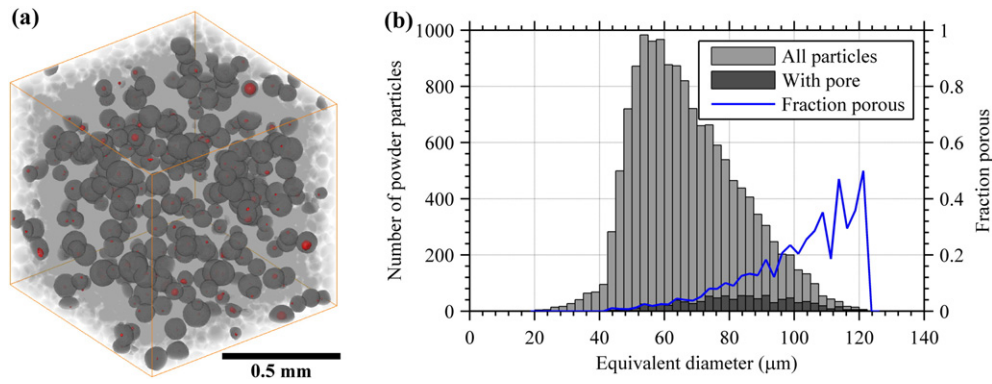 (a)
0.5 mm
(b)
All particles
With pore
Fraction porous
Number of powder particles
1000
800
600
400
200
0
Fraction porous
1
0.8
0.6
0.4
0.2
0
0 20 40 60 80 100 120 140
Equivalent diameter (μm)